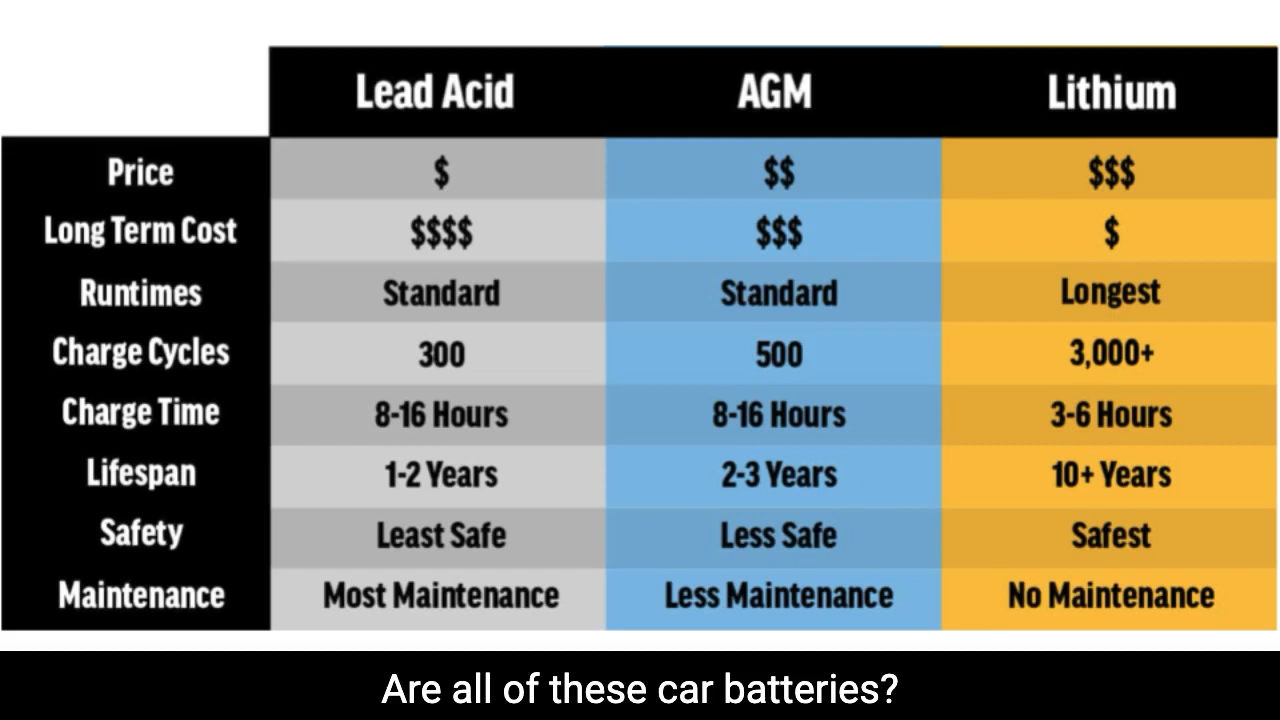 Lead Acid AGM Lithium
Price $ $$ $$$
Long Term Cost $$$$ $$$ $
Runtimes Standard Standard Longest
Charge Cycles 300 500 3,000+
Charge Time 8-16 Hours 8-16 Hours 3-6 Hours
Lifespan 1-2 Years 2-3 Years 10+ Years
Safety Least Safe Less Safe Safest
Maintenance Most Maintenance Less Maintenance No Maintenance
Are all of these car batteries?